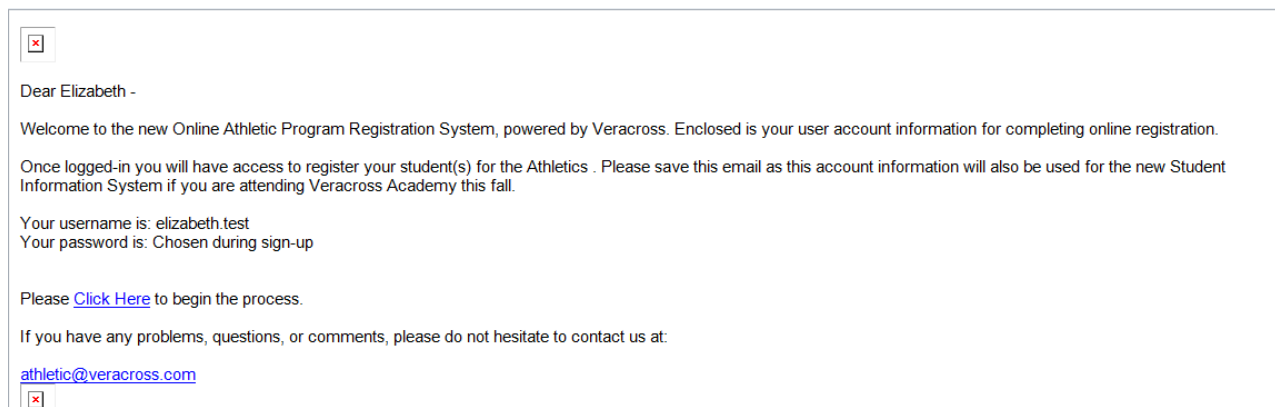 Dear Elizabeth -
Welcome to the new Online Athletic Program Registration System, powered by Veracross. Enclosed is your user account information for completing online registration.
Once logged-in you will have access to register your student(s) for the Athletics . Please save this email as this account information will also be used for the new Student
Information System if you are attending Veracross Academy this fall.
Your username is: elizabeth.test
Your password is: Chosen during sign-up
Please Click Here to begin the process.
If you have any problems, questions, or comments, please do not hesitate to contact us at:
athletic@veracross.com